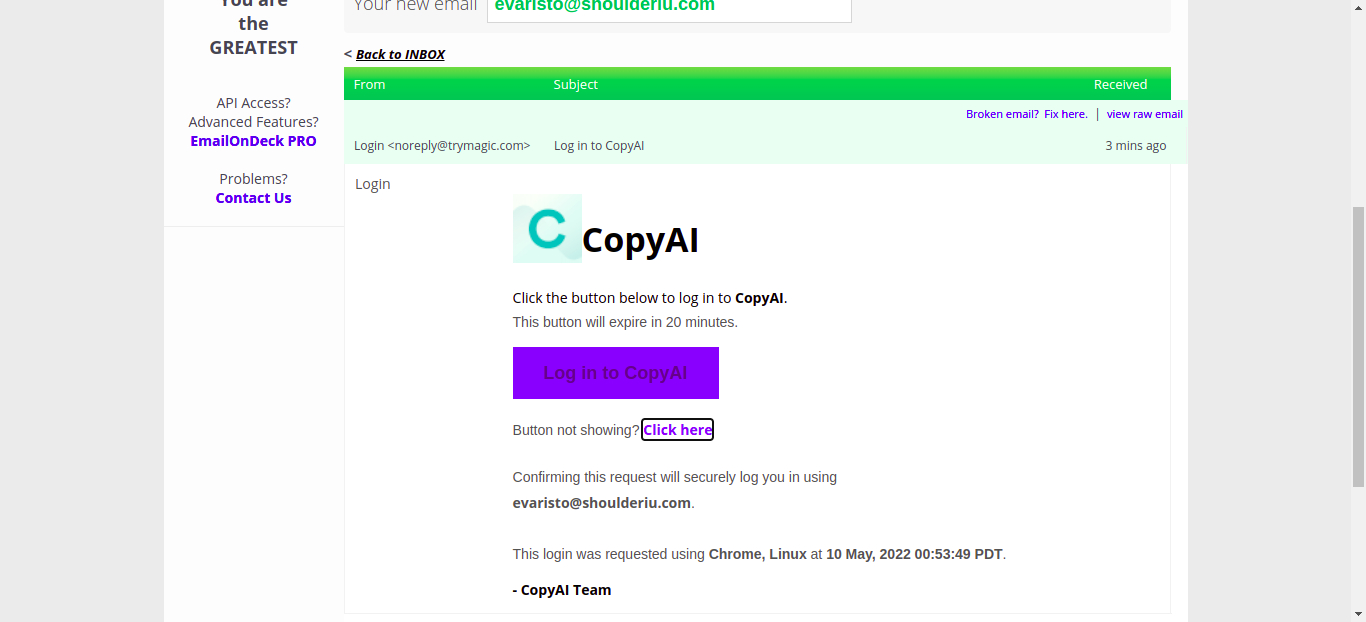 You are
the
GREATEST
API Access?
Advanced Features?
EmailOnDeck PRO
Problems?
Contact Us
Your new email evaristo@shoulderiu.com
< Back to INBOX
From Subject Received
Broken email? Fix here. | view raw email
Login <noreply@trymagic.com> Log in to CopyAI 3 mins ago
Login
C CopyAI
Click the button below to log in to CopyAI.
This button will expire in 20 minutes.
Log in to CopyAI
Button not showing? Click here
Confirming this request will securely log you in using
evaristo@shoulderiu.com.
This login was requested using Chrome, Linux at 10 May, 2022 00:53:49 PDT.
- CopyAI Team